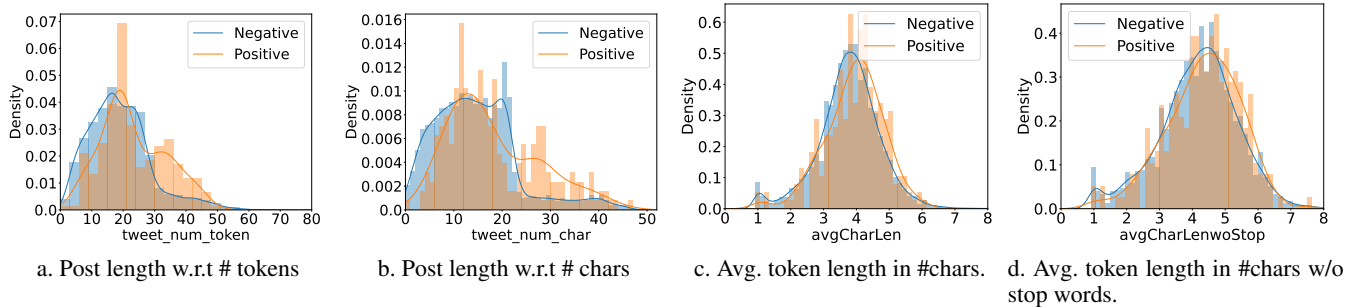 0.07
0.06
0.05
0.04
0.03
0.02
0.01
0.0
Density
0 10 20 30 40 50 60 70 80
tweet_num_token
Negative
Positive
a. Post length w.r.t # tokens
0.016
0.014
0.012
0.010
0.008
0.006
0.004
0.002
0.0
Density
0 10 20 30 40 50
tweet_num_char
Negative
Positive
b. Post length w.r.t # chars
0.6
0.5
0.4
0.3
0.2
0.1
0.0
Density
0 1 2 3 4 5 6 7 8
avgCharLen
Negative
Positive
c. Avg. token length in #chars.
0.4
0.3
0.2
0.1
0.0
Density
0 1 2 3 4 5 6 7 8
avgCharLenwoStop
Negative
Positive
d. Avg. token length in #chars w/o
stop words.